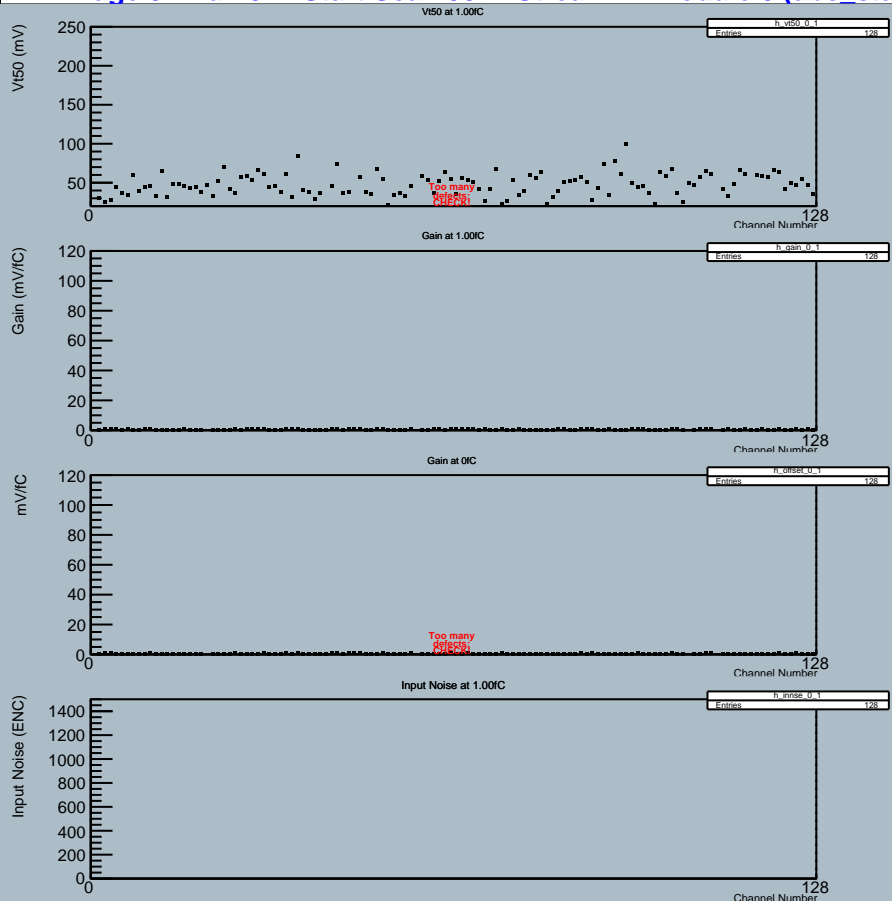 Vt50 at 1.00fC
h_vt50_0_1
Entries 128
Vt50 (mV)
250
200
150
100
50
Too many
defects:
CHECK!
0
128
Channel Number
Gain at 1.00fC
h_gain_0_1
Entries 128
Gain (mV/fC)
120
100
80
60
40
20
0
0
128
Channel Number
Gain at 0fC
h_offset_0_1
Entries 128
mV/fC
120
100
80
60
40
20
Too many
defects:
CHECK!
0
0
128
Channel Number
Input Noise at 1.00fC
h_innse_0_1
Entries 128
Input Noise (ENC)
1400
1200
1000
800
600
400
200
0
0
128
Channel Number